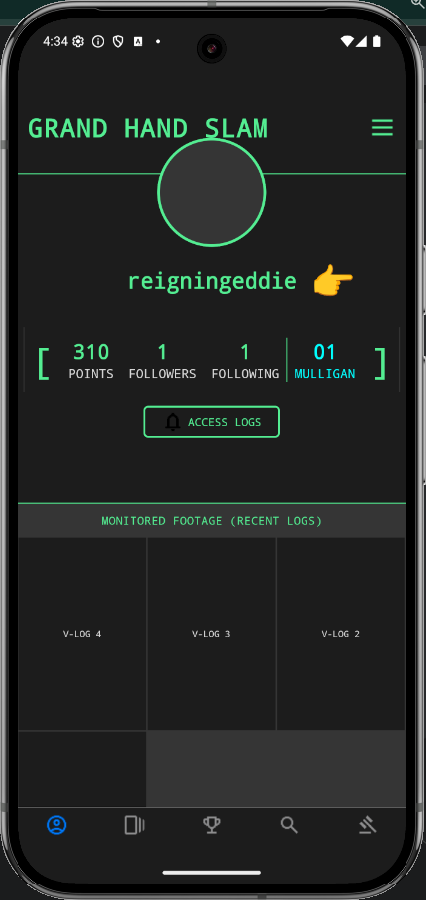 4:34
GRAND HAND SLAM
reigningeddie
[ 310 1 1 01 ]
POINTS FOLLOWERS FOLLOWING MULLIGAN
ACCESS LOGS
MONITORED FOOTAGE (RECENT LOGS)
V-LOG 4 V-LOG 3 V-LOG 2